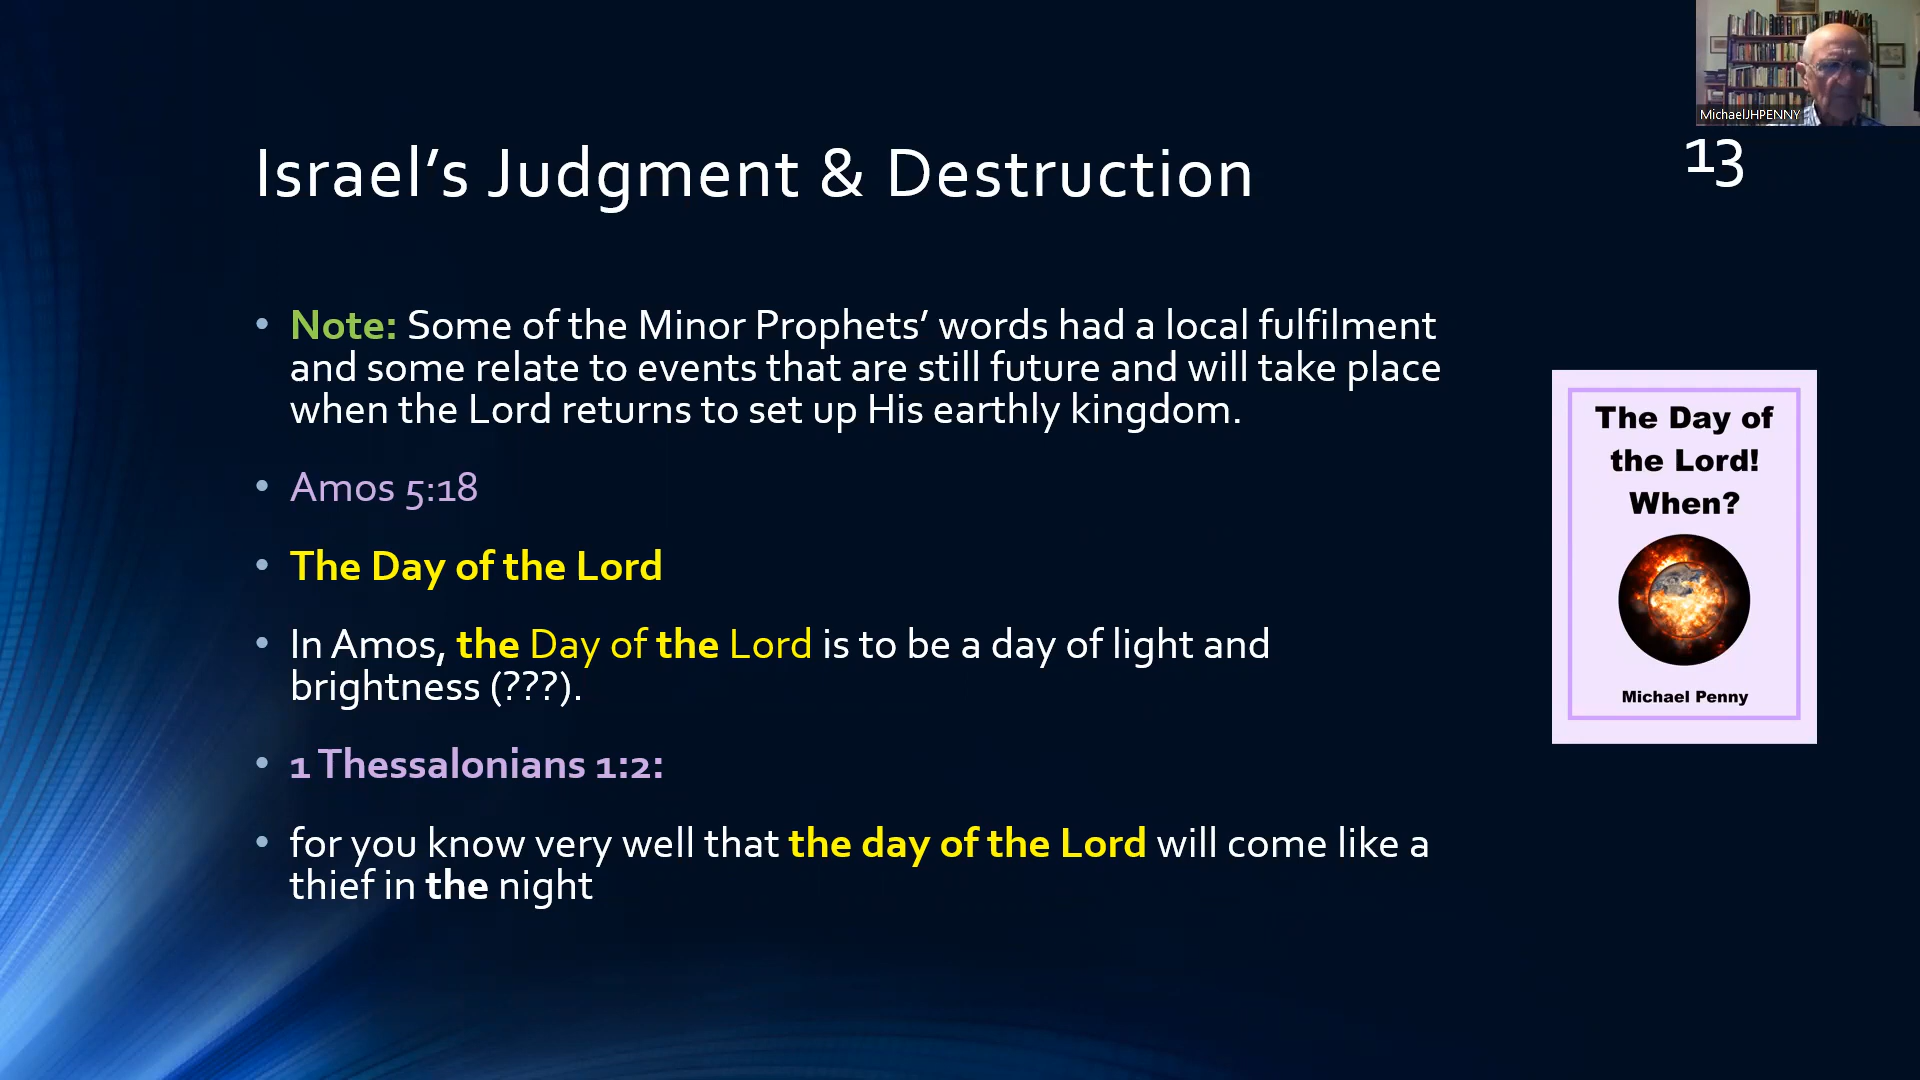 MichaelJHPENNY
Israel’s Judgment & Destruction
13
• Note: Some of the Minor Prophets’ words had a local fulfilment
and some relate to events that are still future and will take place
when the Lord returns to set up His earthly kingdom.
• Amos 5:18
• The Day of the Lord
• In Amos, the Day of the Lord is to be a day of light and
brightness (???).
• 1 Thessalonians 1:2:
• for you know very well that the day of the Lord will come like a
thief in the night
The Day of
the Lord!
When?
Michael Penny